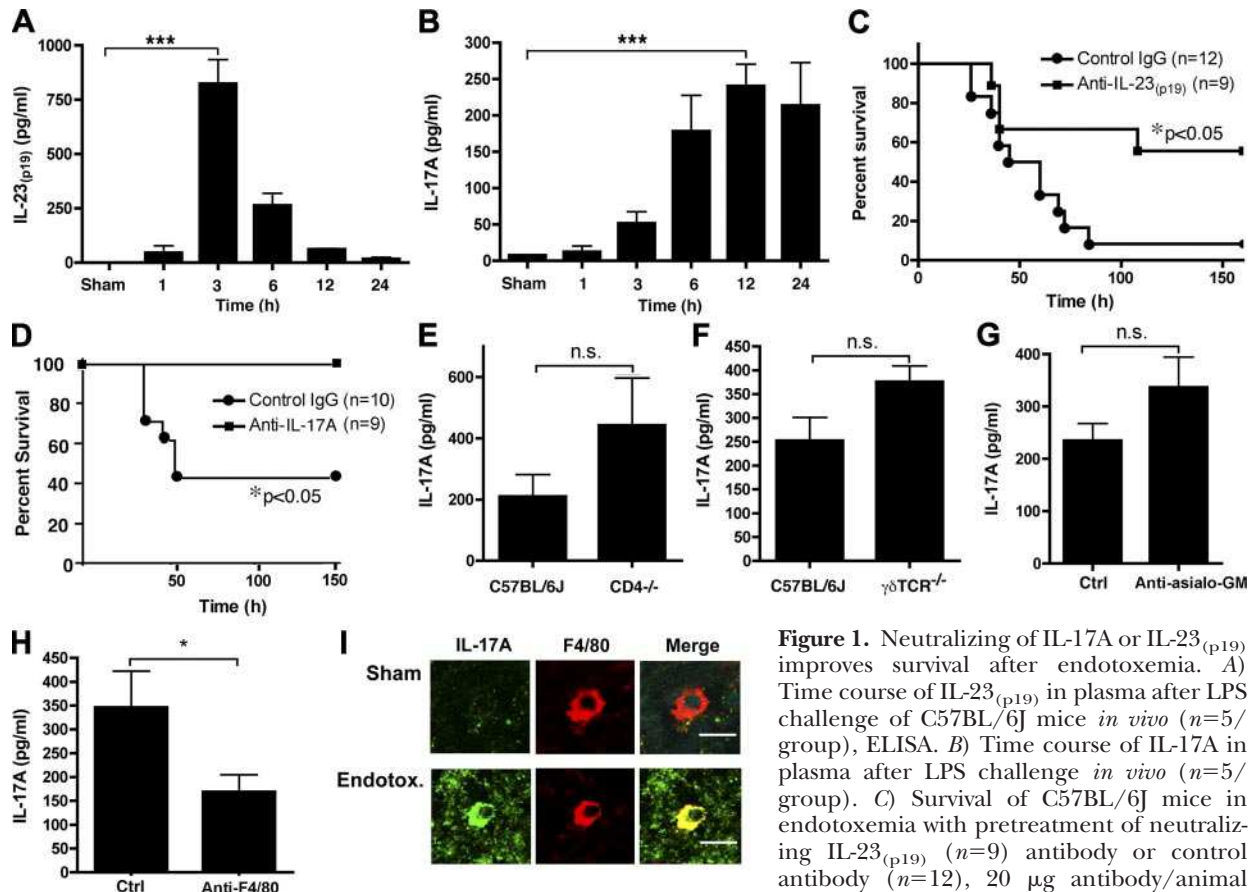 A
***
1000
750
500
250
0
IL-23(p19) (pg/ml)
Sham 1 3 6 12 24
Time (h)
B
***
300
250
200
150
100
50
0
IL-17A (pg/ml)
Sham 1 3 6 12 24
Time (h)
C
Control IgG (n=12)
Anti-IL-23(p19) (n=9)
*p<0.05
100
80
60
40
20
0
Percent survival
0 50 100 150
Time (h)
D
100
80
60
40
20
0
Percent Survival
Control IgG (n=10)
Anti-IL-17A (n=9)
*p<0.05
50 100 150
Time (h)
E
n.s.
600
400
200
0
IL-17A (pg/ml)
C57BL/6J CD4-/-
F
n.s.
450
400
350
300
250
200
150
100
50
0
IL-17A (pg/ml)
C57BL/6J γδTCR-/-
G
n.s.
400
300
200
100
0
IL-17A (pg/ml)
Ctrl Anti-asialo-GM
H
*
450
400
350
300
250
200
150
100
50
0
IL-17A (pg/ml)
Ctrl Anti-F4/80
I
IL-17A F4/80 Merge
Sham
Endotox.
Figure 1. Neutralizing of IL-17A or IL-23(p19)
improves survival after endotoxemia. A)
Time course of IL-23(p19) in plasma after LPS
challenge of C57BL/6J mice in vivo (n=5/
group), ELISA. B) Time course of IL-17A in
plasma after LPS challenge in vivo (n=5/
group). C) Survival of C57BL/6J mice in
endotoxemia with pretreatment of neutraliz-
ing IL-23(p19) (n=9) antibody or control
antibody (n=12), 20 μg antibody/animal